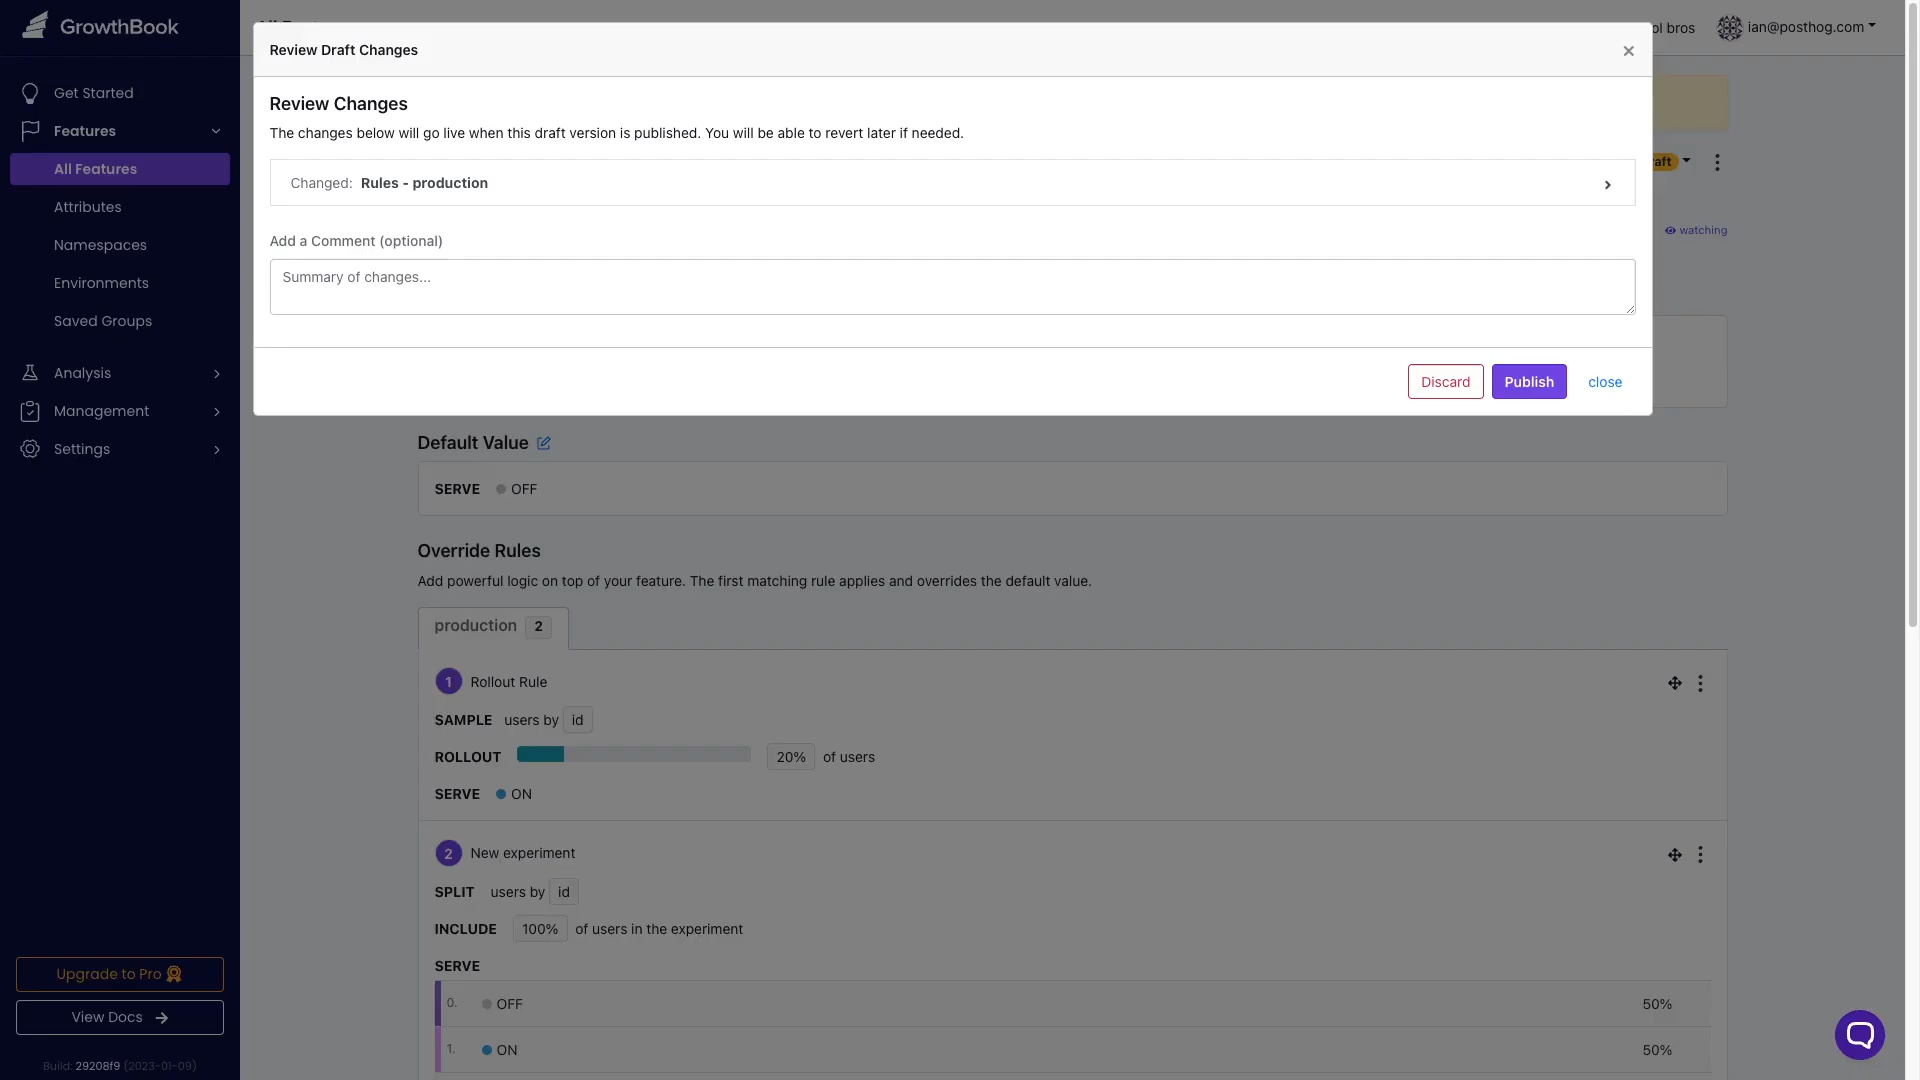 GrowthBook
Get Started
Features
All Features
Attributes
Namespaces
Environments
Saved Groups
Analysis
Management
Settings
Upgrade to Pro
View Docs
Build: 29208f9 (2023-01-09)
ol bros
ian@posthog.com
Review Draft Changes
×
Review Changes
The changes below will go live when this draft version is published. You will be able to revert later if needed.
Changed: Rules - production
Add a Comment (optional)
Summary of changes...
Discard
Publish
close
raft
watching
Default Value
SERVE OFF
Override Rules
Add powerful logic on top of your feature. The first matching rule applies and overrides the default value.
production 2
1 Rollout Rule
SAMPLE users by id
ROLLOUT 20% of users
SERVE ON
2 New experiment
SPLIT users by id
INCLUDE 100% of users in the experiment
SERVE
0. OFF 50%
1. ON 50%